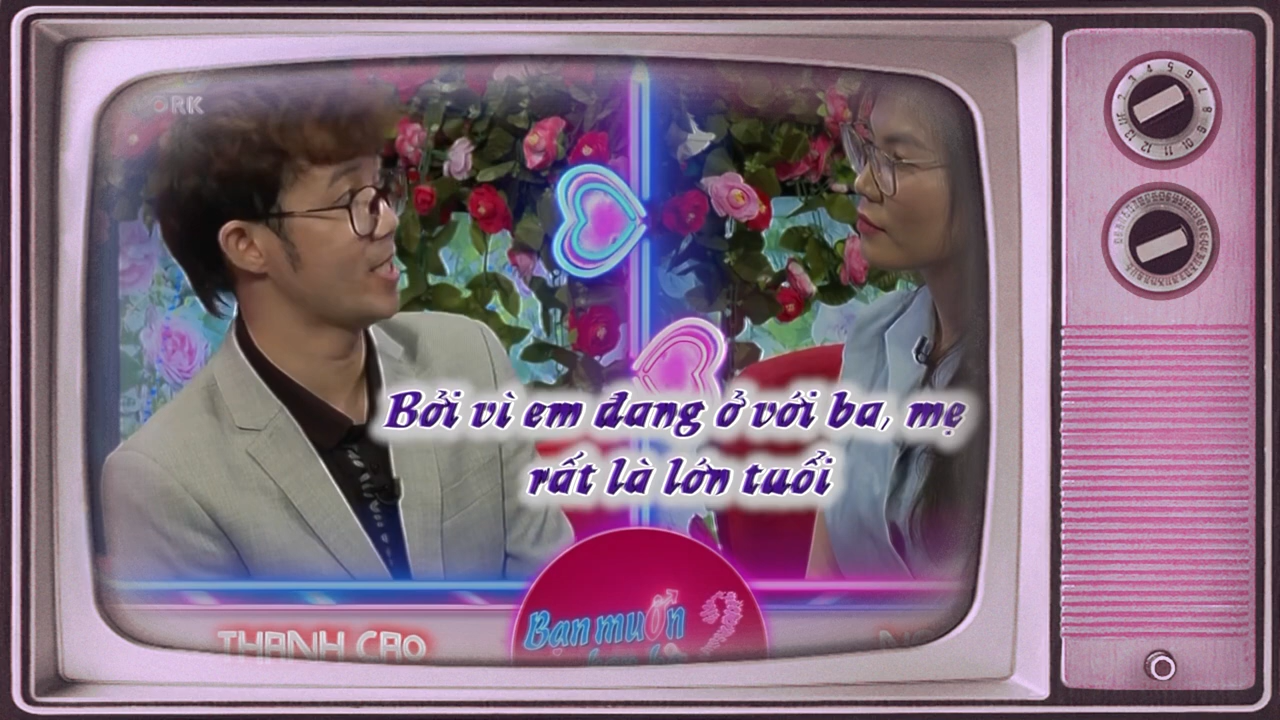 Bởi vì em đang ở với ba, mẹ
rất là lớn tuổi
Bạn muốn
THANH CAO